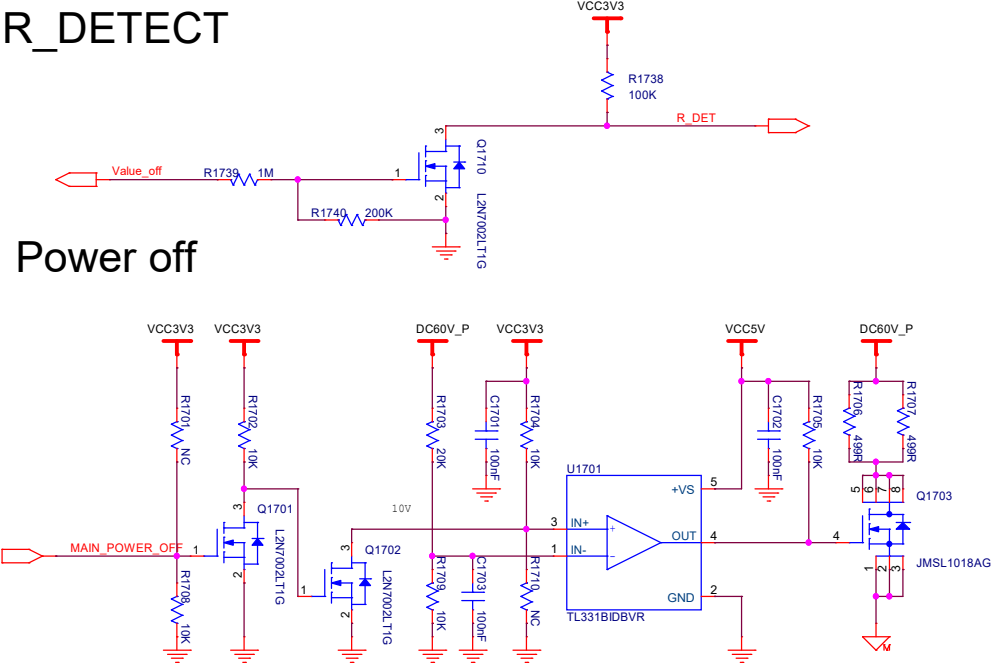 R_DETECT
VCC3V3
R1738
100K
R_DET
Q1710
L2N7002LT1G
3
1
2
Value_off
R1739 1M
R1740 200K
Power off
VCC3V3 VCC3V3 DC60V_P VCC3V3 VCC5V DC60V_P
R1701 NC
R1702 10K
R1703 20K
C1701 100nF
R1704 10K
C1702 100nF
R1705 10K
R1706 499R
R1707 499R
U1701
+VS 5
5 6 7 8
Q1703
3
Q1701
L2N7002LT1G
10V
3 IN+
+
OUT 4
4
MAIN_POWER_OFF 1
2
3
Q1702
L2N7002LT1G
1 IN-
-
JMSL1018AG
1 2 3
1
2
R1708 10K
R1709 10K
C1703 100nF
R1710 NC
GND 2
TL331BIDBVR
M